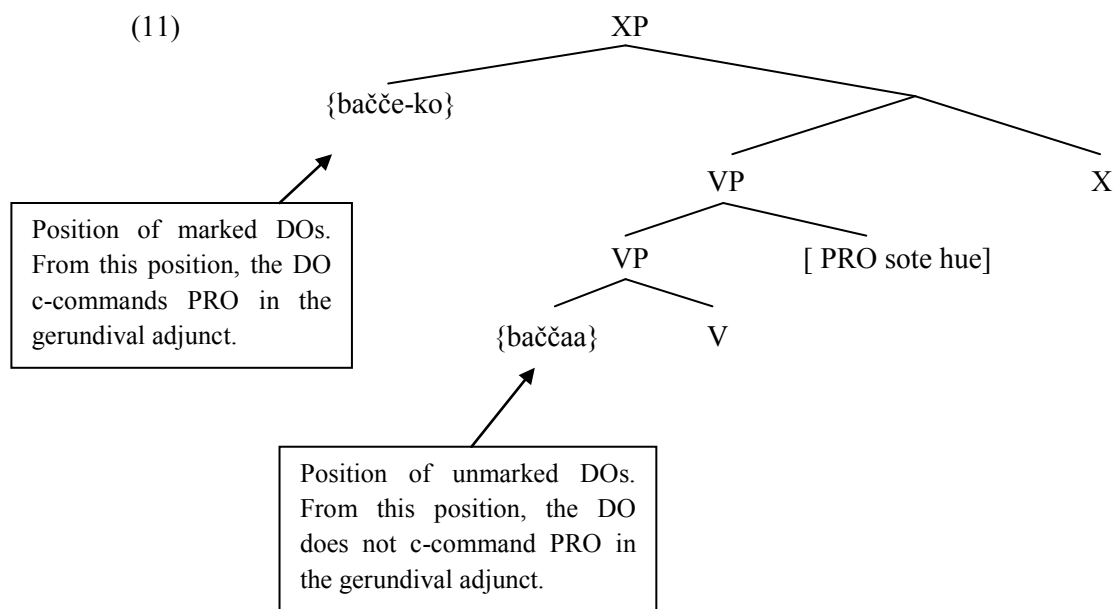 (11) XP
{bačče-ko}
VP X
Position of marked DOs.
From this position, the DO
c-commands PRO in the
gerundival adjunct.
VP [ PRO sote hue]
{baččaa} V
Position of unmarked DOs.
From this position, the DO
does not c-command PRO in
the gerundival adjunct.